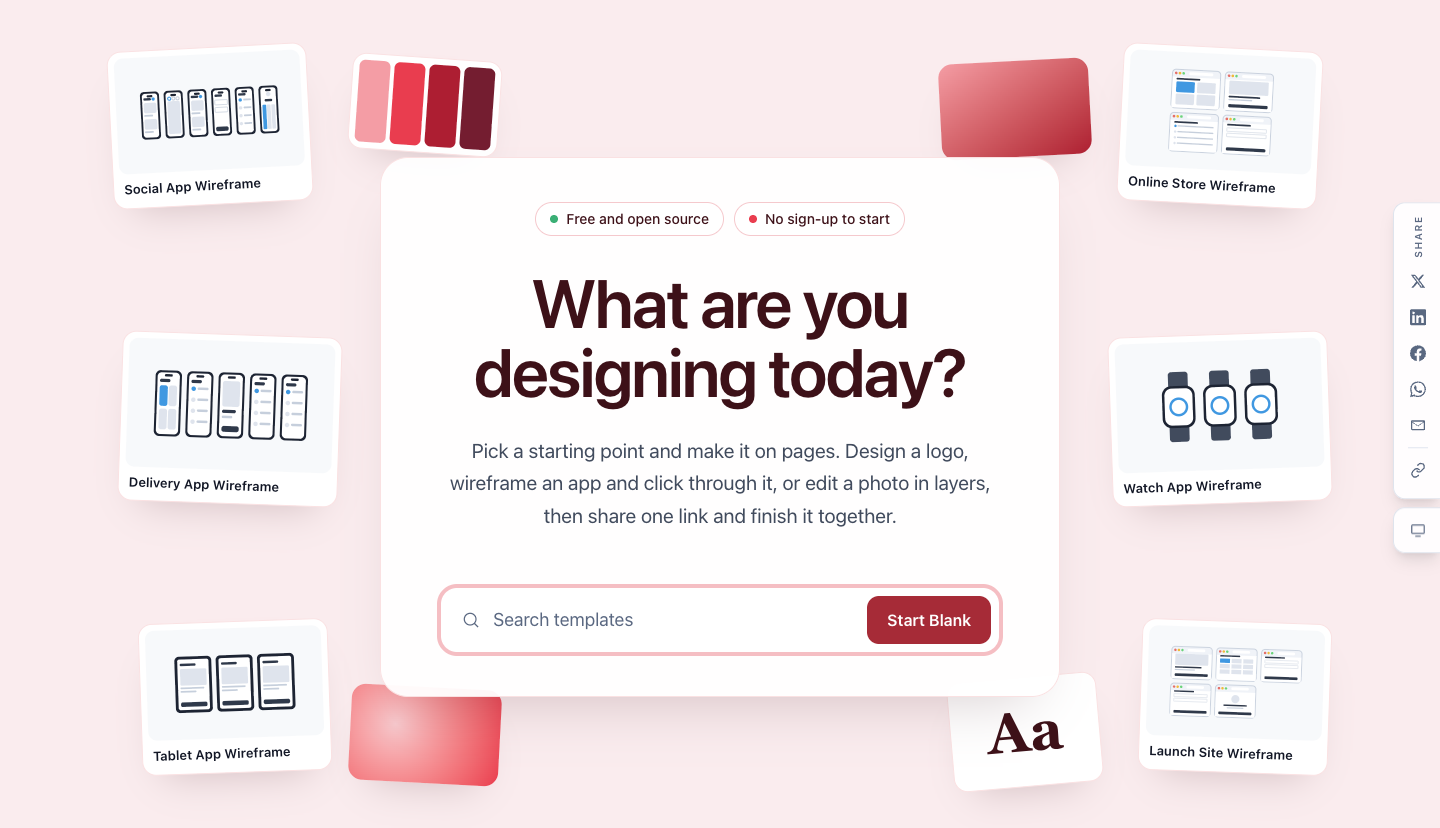 Social App Wireframe
Online Store Wireframe
Free and open source
No sign-up to start
What are you
designing today?
Pick a starting point and make it on pages. Design a logo,
wireframe an app and click through it, or edit a photo in layers,
then share one link and finish it together.
Search templates
Start Blank
Delivery App Wireframe
Watch App Wireframe
Tablet App Wireframe
Aa
Launch Site Wireframe
SHARE